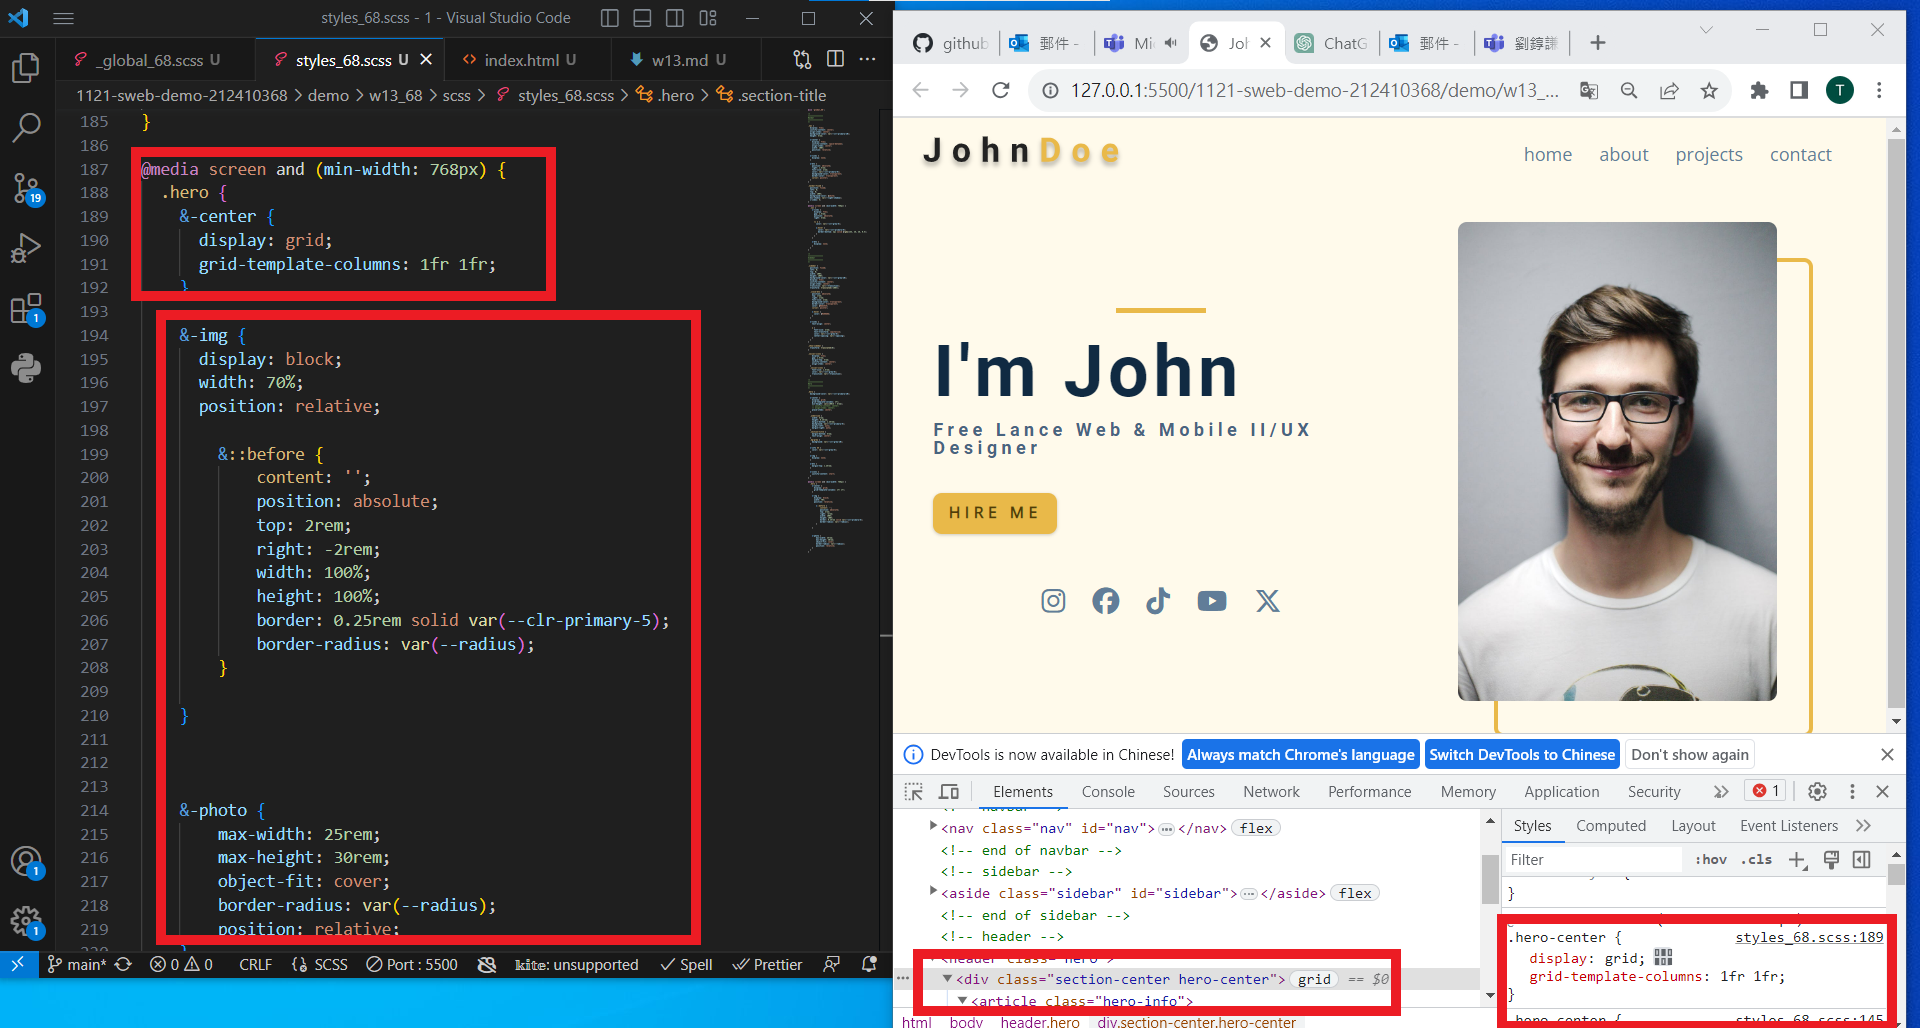 styles_68.scss - 1 - Visual Studio Code
_global_68.scss U
styles_68.scss U
index.html U
w13.md U
1121-sweb-demo-212410368 > demo > w13_68 > scss > styles_68.scss > .hero > .section-title
185 }
186
187 @media screen and (min-width: 768px) {
188 .hero {
189 &-center {
190 display: grid;
191 grid-template-columns: 1fr 1fr;
192 }
193
194 &-img {
195 display: block;
196 width: 70%;
197 position: relative;
198
199 &::before {
200 content: '';
201 position: absolute;
202 top: 2rem;
203 right: -2rem;
204 width: 100%;
205 height: 100%;
206 border: 0.25rem solid var(--clr-primary-5);
207 border-radius: var(--radius);
208 }
209
210 }
211
212
213
214 &-photo {
215 max-width: 25rem;
216 max-height: 30rem;
217 object-fit: cover;
218 border-radius: var(--radius);
219 position: relative;
220 }
19
1
1
1
main* 0 0 CRLF {} SCSS Port : 5500 kite: unsupported Spell Prettier
github
郵件 -
Mi
Joh
ChatG
郵件 -
劉錞謙
127.0.0.1:5500/1121-sweb-demo-212410368/demo/w13_...
T
JohnDoe
home about projects contact
I'm John
Free Lance Web & Mobile II/UX
Designer
HIRE ME
DevTools is now available in Chinese! Always match Chrome's language Switch DevTools to Chinese Don't show again
Elements Console Sources Network Performance Memory Application Security 1
<!-- navbar -->
<nav class="nav" id="nav">…</nav> flex
<!-- end of navbar -->
<!-- sidebar -->
<aside class="sidebar" id="sidebar">…</aside> flex
<!-- end of sidebar -->
<!-- header -->
<header class="hero">
<div class="section-center hero-center"> grid == $0
<article class="hero-info">
html body header.hero div.section-center.hero-center
Styles Computed Layout Event Listeners
Filter :hov .cls
}
.hero-center { styles_68.scss:189
display: grid;
grid-template-columns: 1fr 1fr;
}
.hero-center { styles_68.scss:145